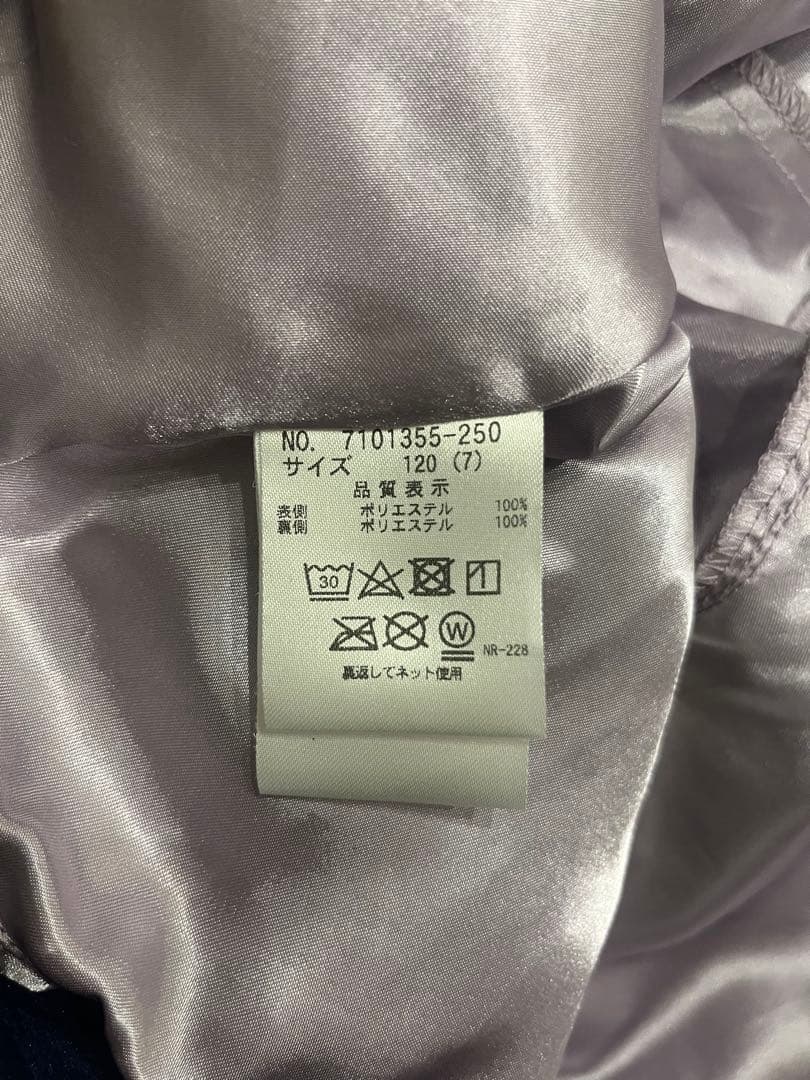 NO. 7101355-250
サイズ 120 (7)
品質表示
表側 ポリエステル 100%
裏側 ポリエステル 100%
30
W
NR-228
裏返してネット使用